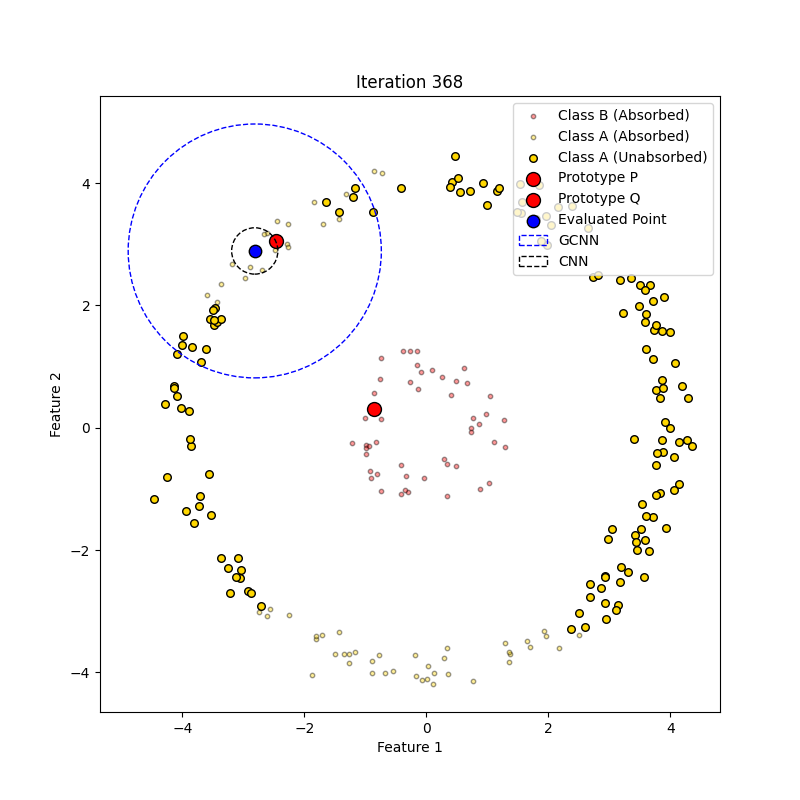 Iteration 368
Class B (Absorbed)
Class A (Absorbed)
Class A (Unabsorbed)
Prototype P
Prototype Q
Evaluated Point
GCNN
CNN
Feature 2
4
2
0
−2
−4
−4
−2
0
2
4
Feature 1